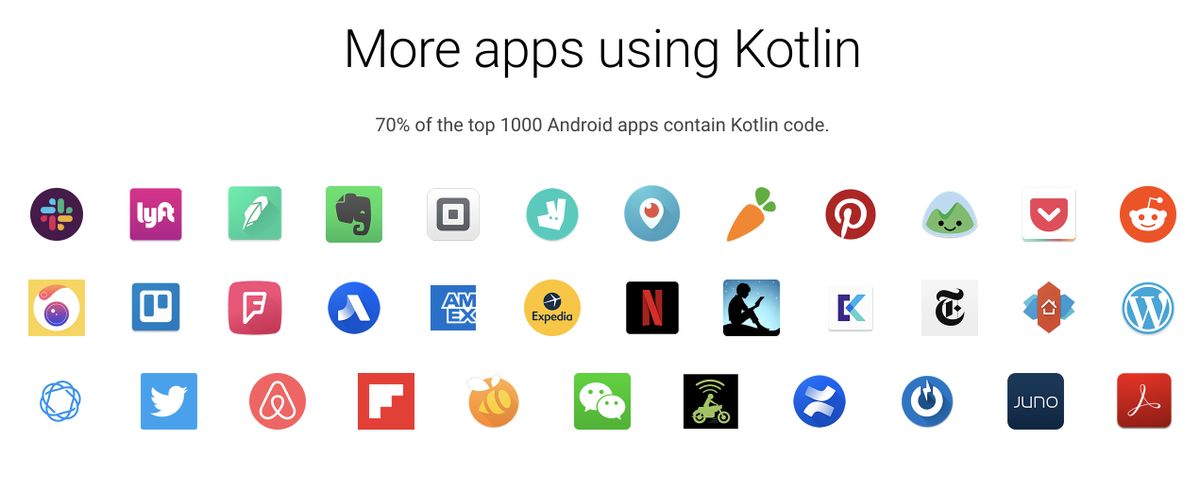 More apps using Kotlin
70% of the top 1000 Android apps contain Kotlin code.
lyft
AM
EX
Expedia
N
T
W
JUNO